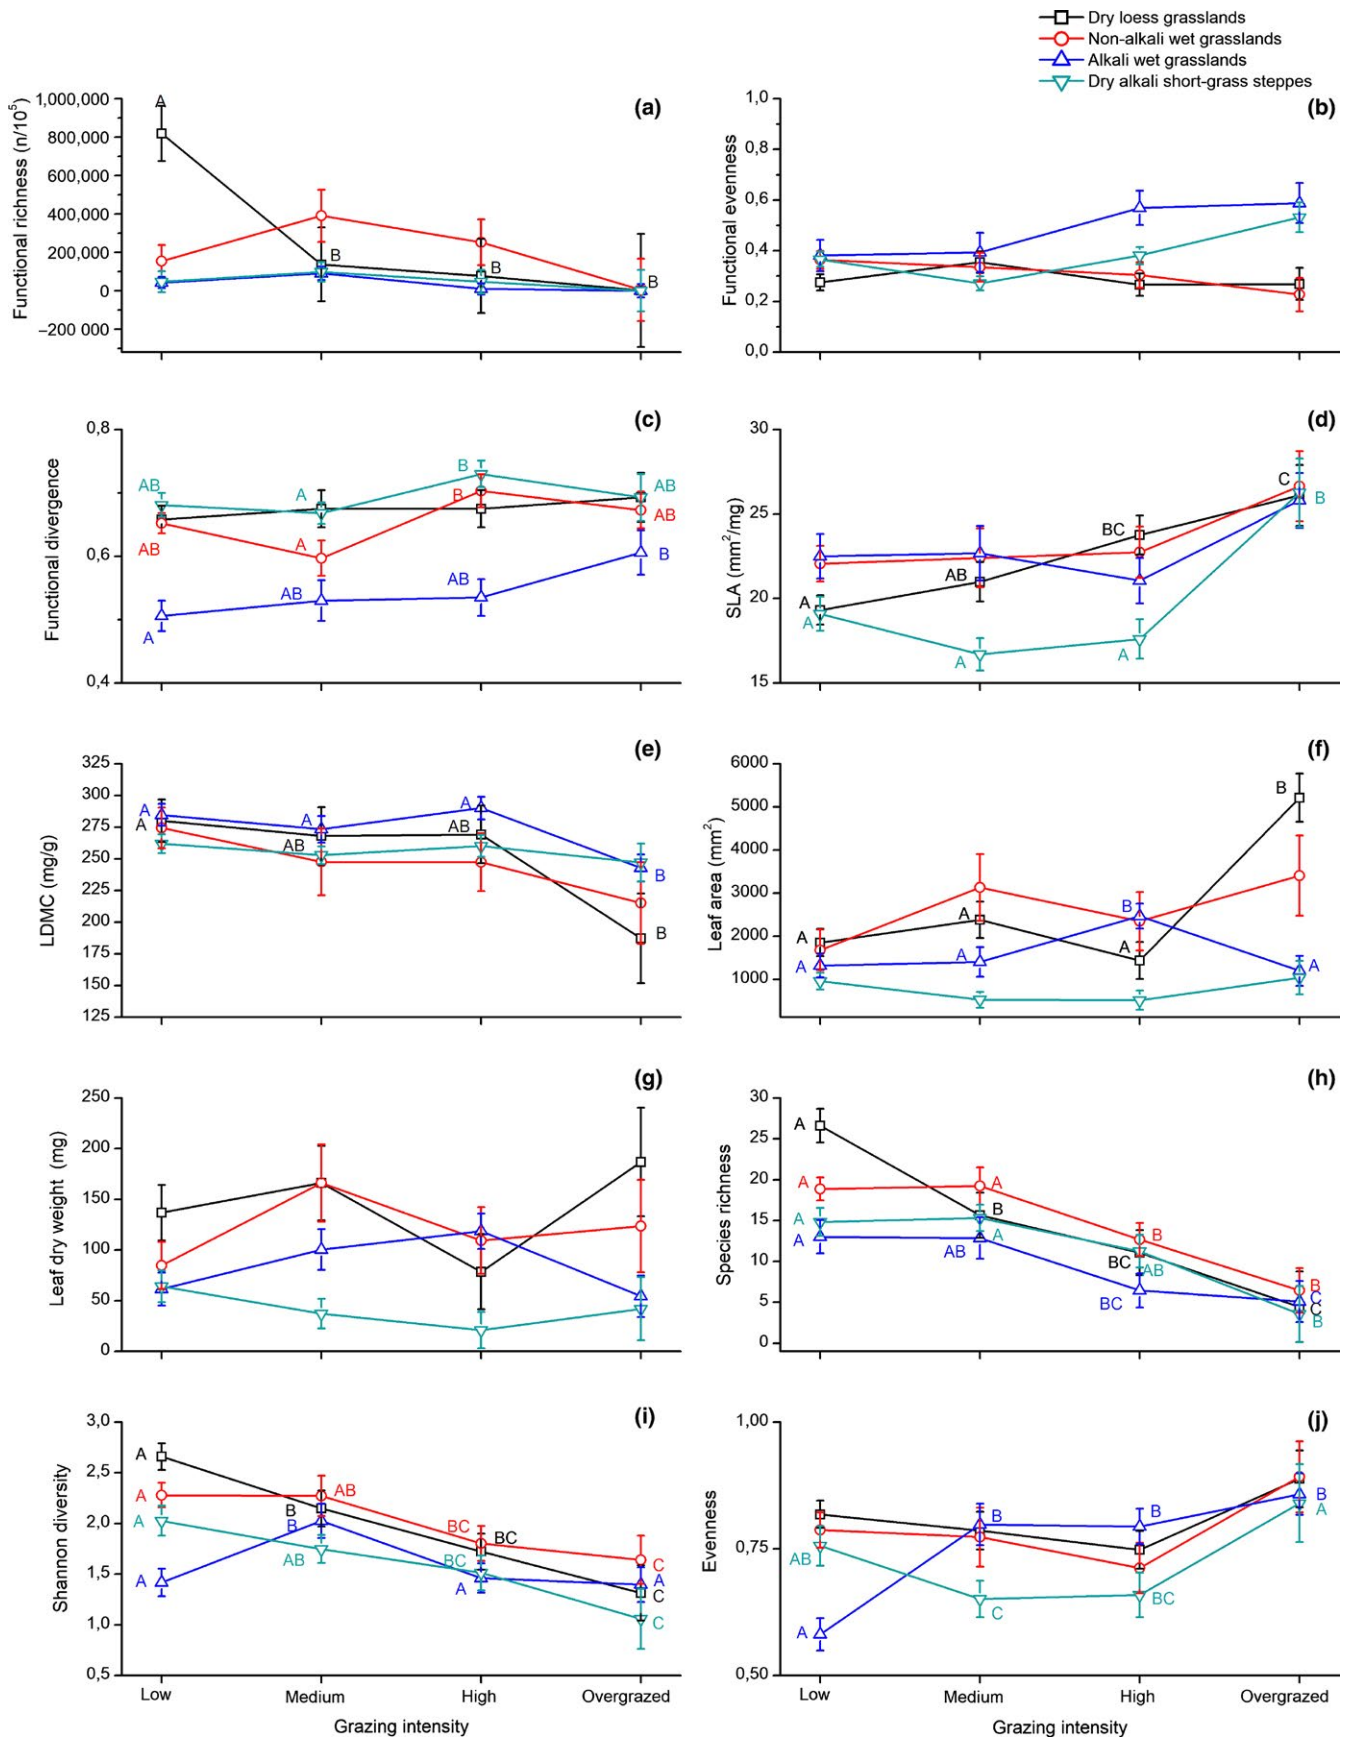 Dry loess grasslands
Non-alkali wet grasslands
Alkali wet grasslands
Dry alkali short-grass steppes
(a)
Functional richness (n/10⁵)
1,000,000
800,000
600,000
400,000
200,000
0
−200 000
A
B
B
B
(b)
Functional evenness
1,0
0,8
0,6
0,4
0,2
0,0
(c)
Functional divergence
0,8
0,6
0,4
AB
A
B
AB
AB
A
B
AB
A
AB
AB
B
(d)
SLA (mm²/mg)
30
25
20
15
A
AB
BC
C
A
A
A
B
(e)
LDMC (mg/g)
325
300
275
250
225
200
175
150
125
A
A
A
B
A
AB
AB
B
(f)
Leaf area (mm²)
6000
5000
4000
3000
2000
1000
A
A
A
B
A
A
B
A
(g)
Leaf dry weight (mg)
250
200
150
100
50
0
(h)
Species richness
30
25
20
15
10
5
0
A
B
BC
C
A
A
B
B
A
A
AB
B
A
AB
BC
C
(i)
Shannon diversity
3,0
2,5
2,0
1,5
1,0
0,5
A
B
BC
C
A
AB
BC
C
A
AB
BC
C
A
B
A
A
Low
Medium
High
Overgrazed
Grazing intensity
(j)
Evenness
1,00
0,75
0,50
A
B
B
B
AB
C
BC
A
Low
Medium
High
Overgrazed
Grazing intensity